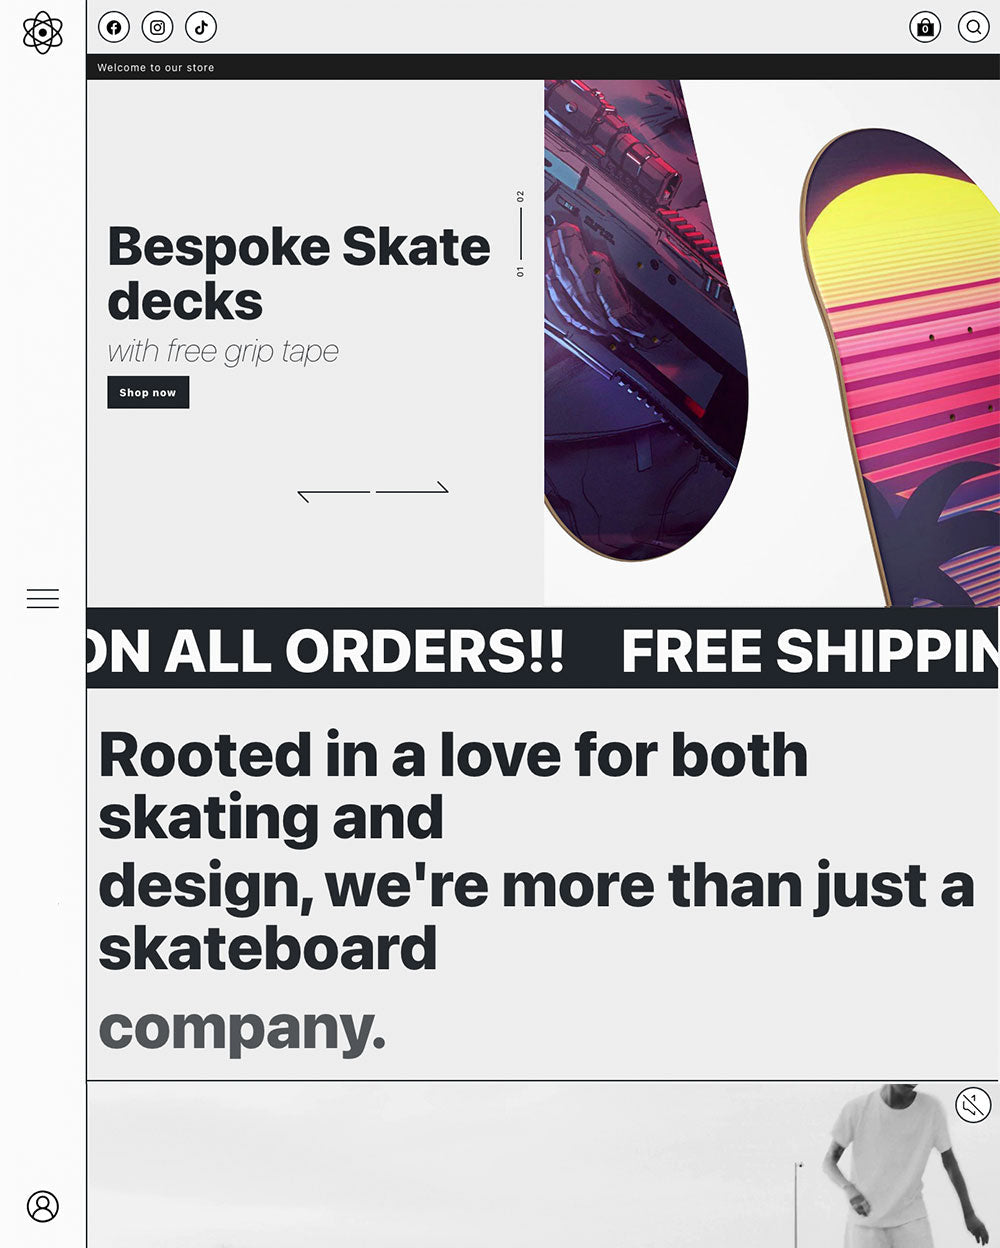 0
Welcome to our store
02
01
Bespoke Skate
decks
with free grip tape
Shop now
ON ALL ORDERS!! FREE SHIPPIN
Rooted in a love for both
skating and
design, we're more than just a
skateboard
company.